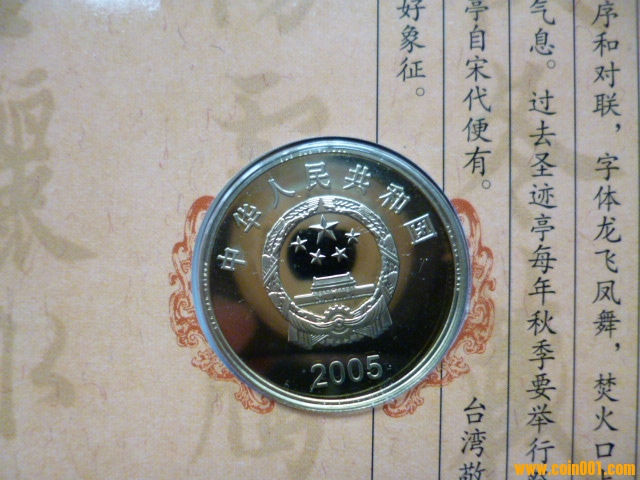 序和对联，字体龙飞凤舞，焚火口
气息。过去圣迹亭每年秋季要举行
亭自宋代便有。
台湾敬
好象征。
中华人民共和国
2005
www.coin001.com